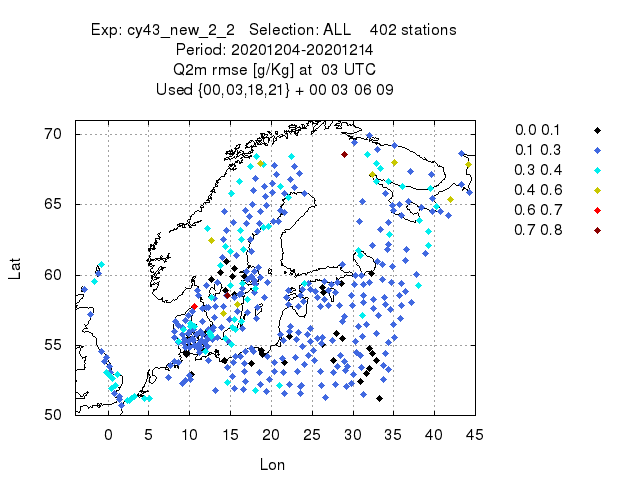 Exp: cy43_new_2_2 Selection: ALL 402 stations
Period: 20201204-20201214
Q2m rmse [g/Kg] at 03 UTC
Used {00,03,18,21} + 00 03 06 09
70
65
60
55
50
Lat
0 5 10 15 20 25 30 35 40 45
Lon
0.0 0.1
0.1 0.3
0.3 0.4
0.4 0.6
0.6 0.7
0.7 0.8